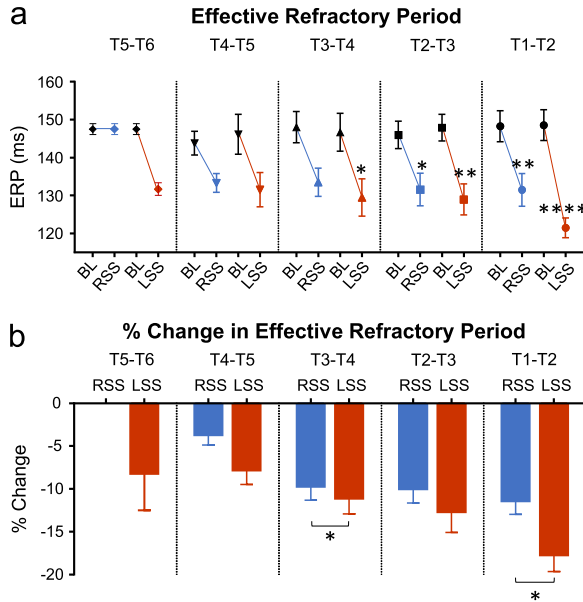 a
Effective Refractory Period
T5-T6 T4-T5 T3-T4 T2-T3 T1-T2
ERP (ms)
160
150
140
130
120
* * ** ** ****
BL RSS BL LSS BL RSS BL LSS BL RSS BL LSS BL RSS BL LSS BL RSS BL LSS
b
% Change in Effective Refractory Period
T5-T6 T4-T5 T3-T4 T2-T3 T1-T2
RSS LSS RSS LSS RSS LSS RSS LSS RSS LSS
% Change
0
-5
-10
-15
-20
* *